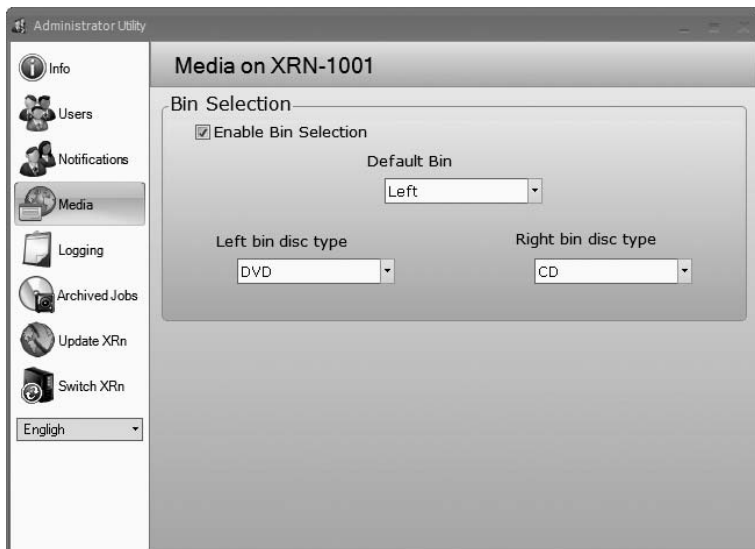 Administrator Utility
Info
Users
Notifications
Media
Logging
Archived Jobs
Update XRn
Switch XRn
Engligh
Media on XRN-1001
Bin Selection
Enable Bin Selection
Default Bin
Left
Left bin disc type
Right bin disc type
DVD
CD